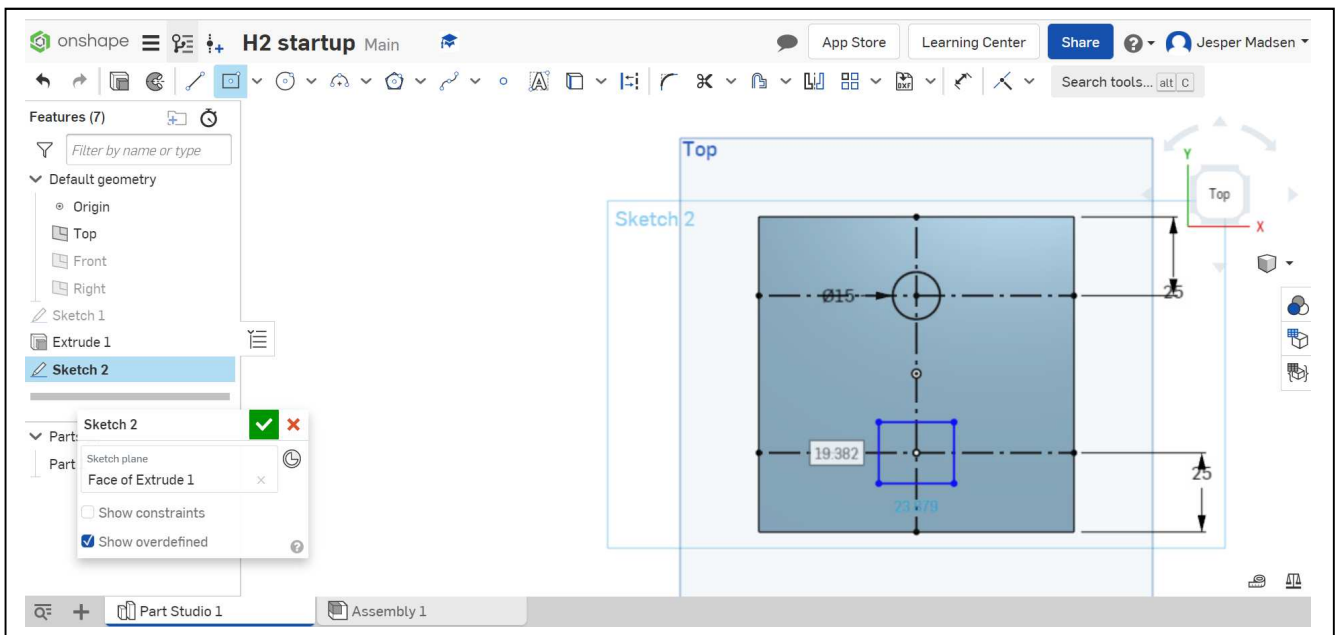 onshape H2 startup Main App Store Learning Center Share Jesper Madsen
Search tools... alt C
Features (7)
Filter by name or type
Default geometry
Origin
Top
Front
Right
Sketch 1
Extrude 1
Sketch 2
Parts
Part
Sketch 2
Sketch plane
Face of Extrude 1
Show constraints
Show overdefined
Top
Sketch 2
Ø15
25
19.382
25
Y
Top
X
Part Studio 1 Assembly 1